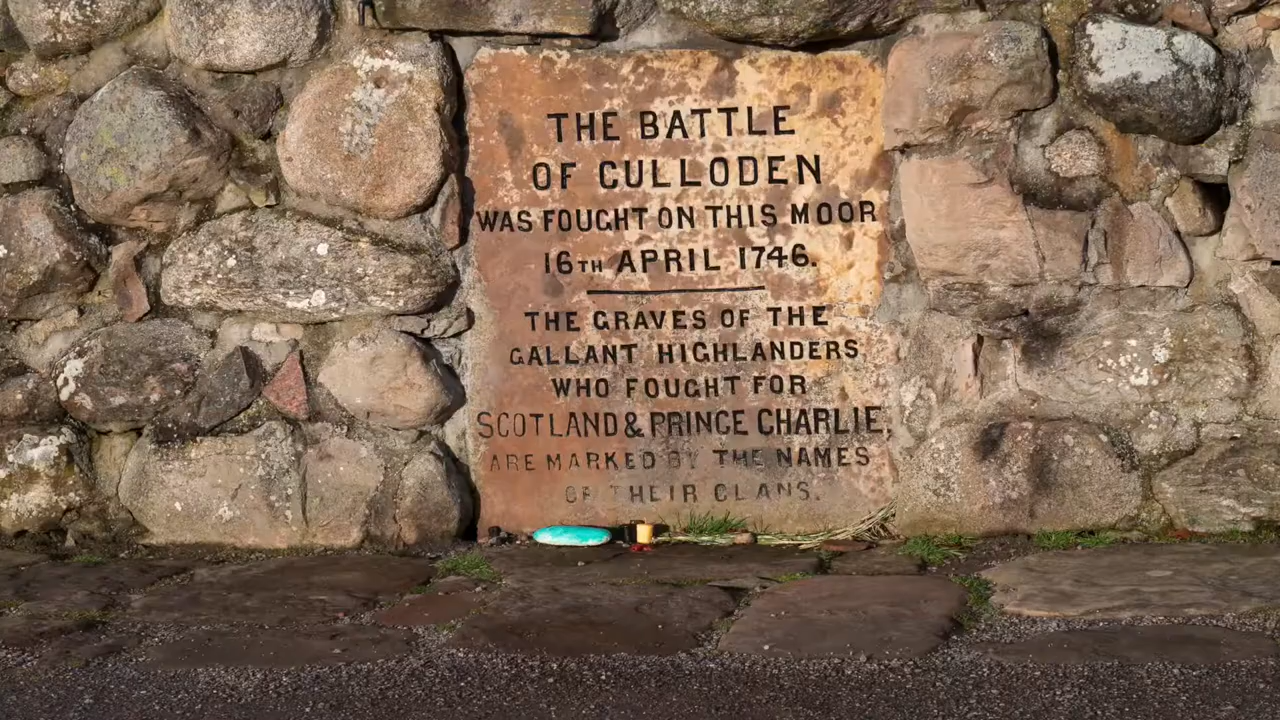 THE BATTLE
OF CULLODEN
WAS FOUGHT ON THIS MOOR
16TH APRIL 1746.
THE GRAVES OF THE
GALLANT HIGHLANDERS
WHO FOUGHT FOR
SCOTLAND & PRINCE CHARLIE,
ARE MARKED BY THE NAMES
OF THEIR CLANS.